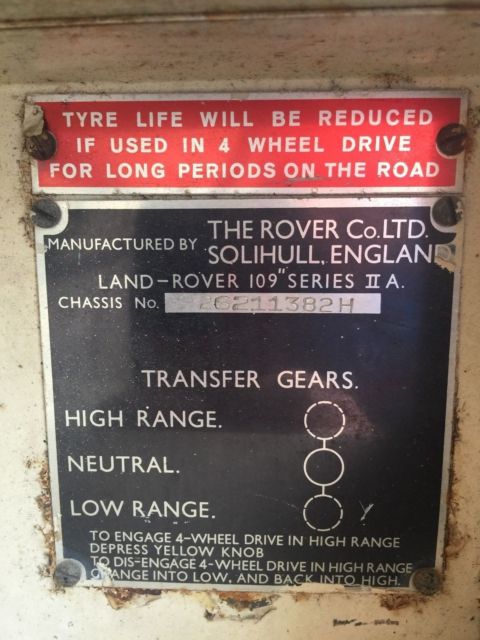 TYRE LIFE WILL BE REDUCED
IF USED IN 4 WHEEL DRIVE
FOR LONG PERIODS ON THE ROAD
MANUFACTURED BY THE ROVER Co. LTD.
SOLIHULL, ENGLAND
LAND-ROVER 109" SERIES II A.
CHASSIS No. 26211382H
TRANSFER GEARS.
HIGH RANGE.
NEUTRAL.
LOW RANGE.
TO ENGAGE 4-WHEEL DRIVE IN HIGH RANGE
DEPRESS YELLOW KNOB
TO DIS-ENGAGE 4-WHEEL DRIVE IN HIGH RANGE
CHANGE INTO LOW, AND BACK INTO HIGH.